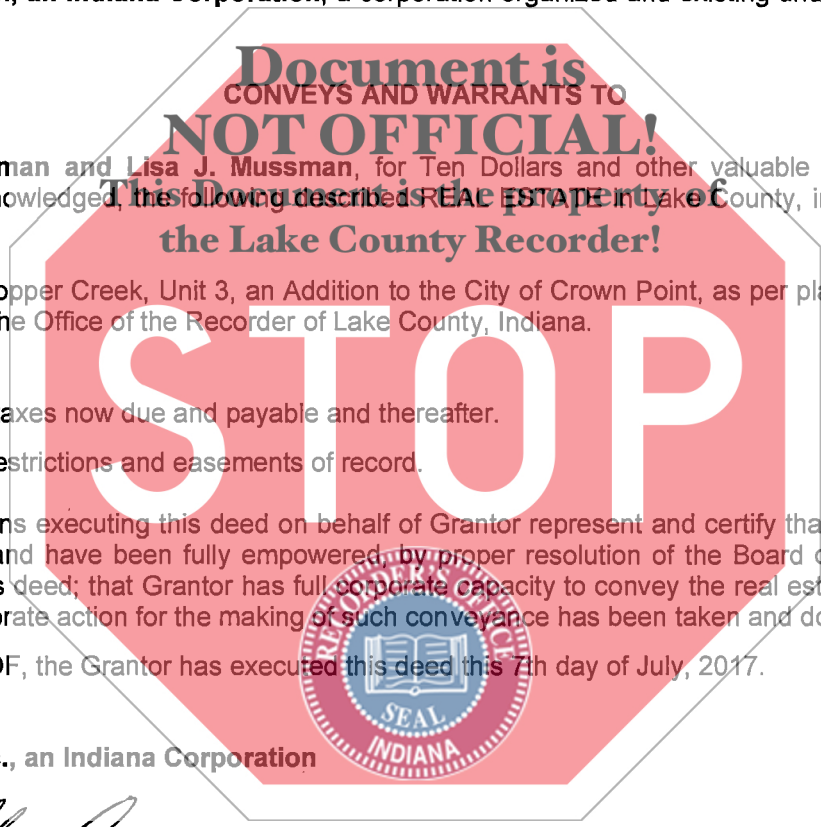 , an Indiana Corporation, a corporation organized and existing
Document is
CONVEYS AND WARRANTS TO
NOT OFFICIAL!
man and Lisa J. Mussman, for Ten Dollars and other valuable
owledged, the following described REAL ESTATE in Lake County,
This Document is the property of
the Lake County Recorder!
opper Creek, Unit 3, an Addition to the City of Crown Point, as per
he Office of the Recorder of Lake County, Indiana.
STOP
axes now due and payable and thereafter.
estrictions and easements of record.
ns executing this deed on behalf of Grantor represent and certify tha
and have been fully empowered, by proper resolution of the Board
s deed; that Grantor has full corporate capacity to convey the real est
orate action for the making of such conveyance has been taken and
OF, the Grantor has executed this deed this 7th day of July, 2017.
RECORDER'S OFFICE
SEAL
INDIANA
., an Indiana Corporation